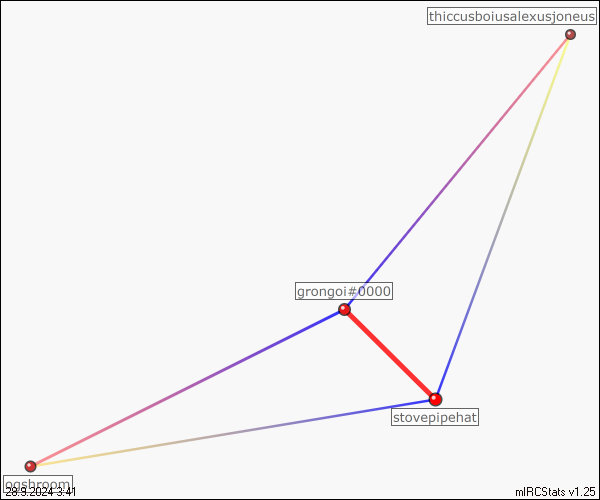 thiccusboiusalexusjoneus
grongoi#0000
stovepipehat
ogshroom
28.9.2024 3:41
mIRCStats v1.25